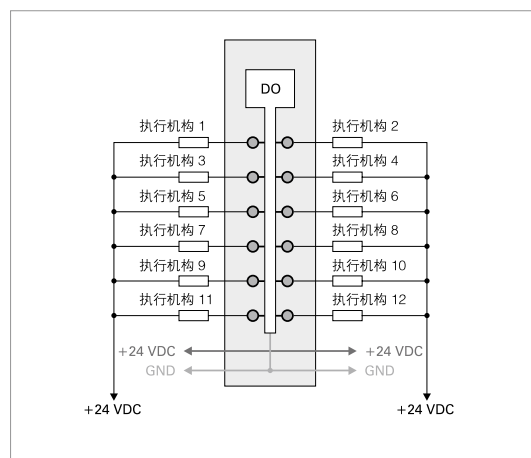 DO
执行机构 1 执行机构 2
执行机构 3 执行机构 4
执行机构 5 执行机构 6
执行机构 7 执行机构 8
执行机构 9 执行机构 10
执行机构 11 执行机构 12
+24 VDC +24 VDC
GND GND
+24 VDC +24 VDC